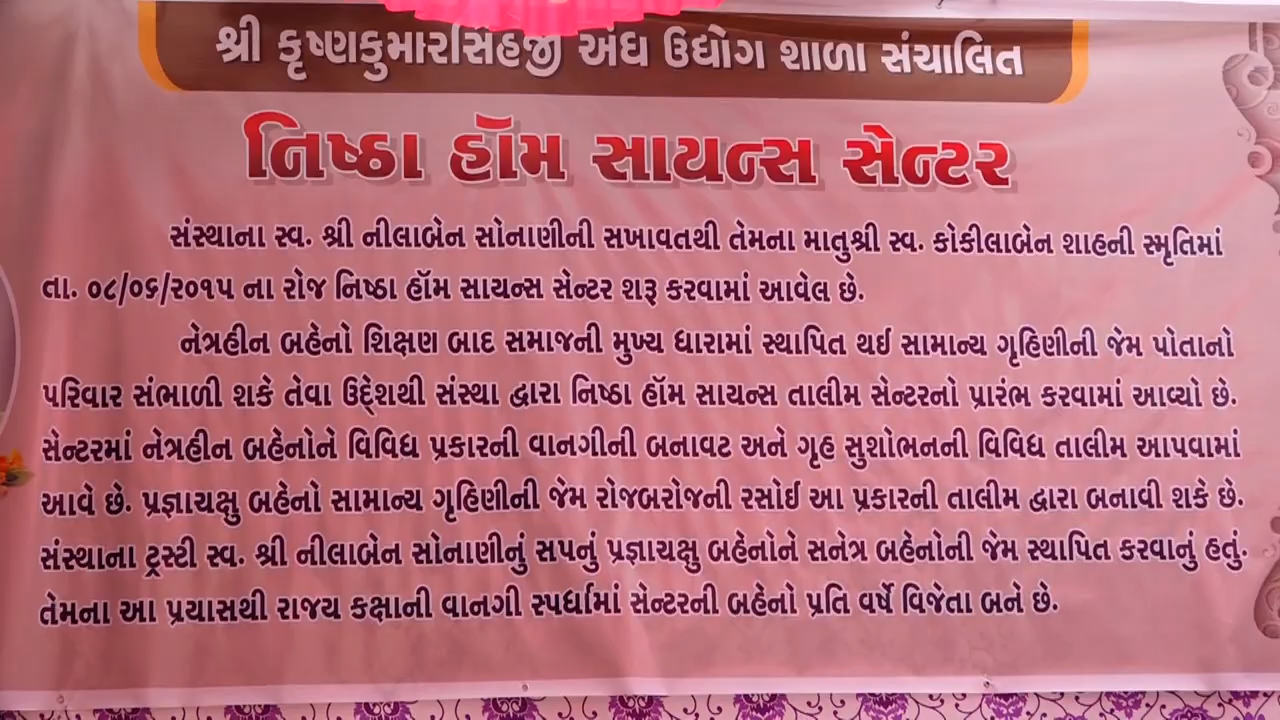 શ્રી કૃષ્ણકુમારસિંહજી અંધ ઉદ્યોગ શાળા સંચાલિત
નિષ્ઠા હૉમ સાયન્સ સેન્ટર
સંસ્થાના સ્વ. શ્રી નીલાબેન સોનાણીની સખાવતથી તેમના માતુશ્રી સ્વ. કોકીલાબેન શાહની સ્મૃતિમાં
તા. ૦૮/૦૬/૨૦૧૫ ના રોજ નિષ્ઠા હૉમ સાયન્સ સેન્ટર શરૂ કરવામાં આવેલ છે.
નેત્રહીન બહેનો શિક્ષણ બાદ સમાજની મુખ્ય ધારામાં સ્થાપિત થઈ સામાન્ય ગૃહિણીની જેમ પોતાનો
પરિવાર સંભાળી શકે તેવા ઉદ્દેશથી સંસ્થા દ્વારા નિષ્ઠા હૉમ સાયન્સ તાલીમ સેન્ટરનો પ્રારંભ કરવામાં આવ્યો છે.
સેન્ટરમાં નેત્રહીન બહેનોને વિવિધ પ્રકારની વાનગીની બનાવટ અને ગૃહ સુશોભનની વિવિધ તાલીમ આપવામાં
આવે છે. પ્રજ્ઞાચક્ષુ બહેનો સામાન્ય ગૃહિણીની જેમ રોજબરોજની રસોઈ આ પ્રકારની તાલીમ દ્વારા બનાવી શકે છે.
સંસ્થાના ટ્રસ્ટી સ્વ. શ્રી નીલાબેન સોનાણીનું સપનું પ્રજ્ઞાચક્ષુ બહેનોને સનેત્ર બહેનોની જેમ સ્થાપિત કરવાનું હતું.
તેમના આ પ્રયાસથી રાજય કક્ષાની વાનગી સ્પર્ધામાં સેન્ટરની બહેનો પ્રતિ વર્ષે વિજેતા બને છે.